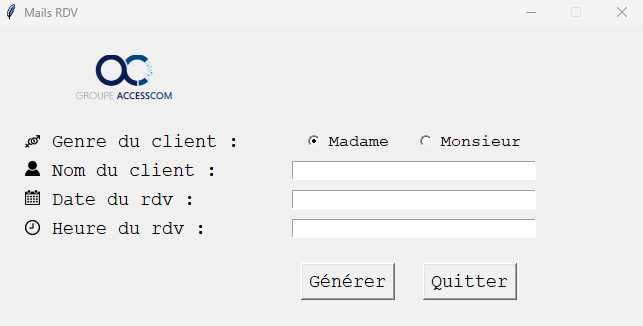 Mails RDV
GROUPE ACCESSCOM
Genre du client :
Madame
Monsieur
Nom du client :
Date du rdv :
Heure du rdv :
Générer
Quitter